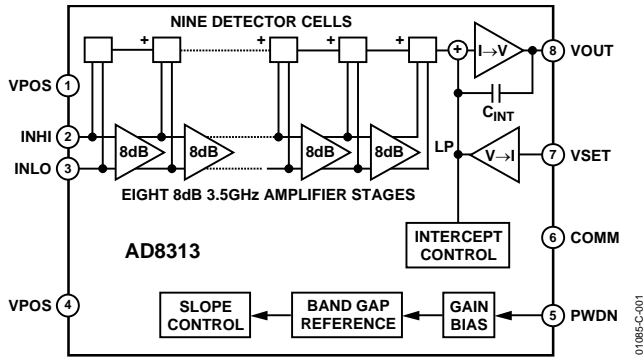 NINE DETECTOR CELLS
+ + + + +
I→V
8 VOUT
VPOS 1
CINT
INHI 2
8dB 8dB 8dB 8dB
LP
V→I
7 VSET
INLO 3
EIGHT 8dB 3.5GHz AMPLIFIER STAGES
6 COMM
AD8313
INTERCEPT
CONTROL
VPOS 4
SLOPE
CONTROL
BAND GAP
REFERENCE
GAIN
BIAS
5 PWDN
01085-C-001